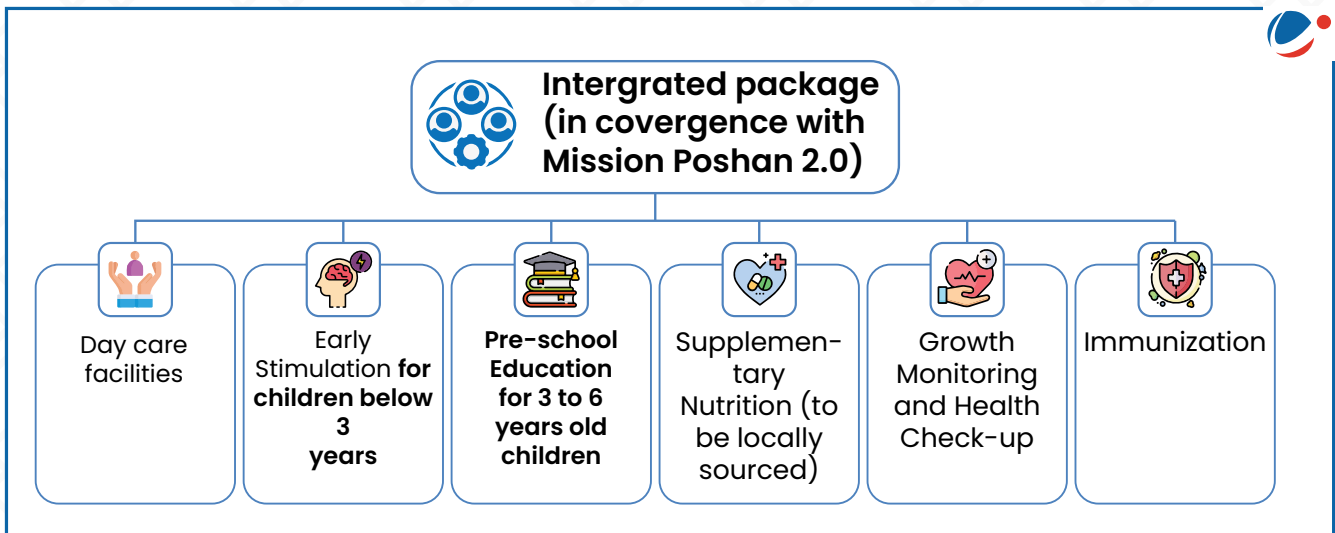 Intergrated package
(in covergence with
Mission Poshan 2.0)
Day care
facilities
Early
Stimulation for
children below
3
years
Pre-school
Education
for 3 to 6
years old
children
Supplemen-
tary
Nutrition (to
be locally
sourced)
Growth
Monitoring
and Health
Check-up
Immunization